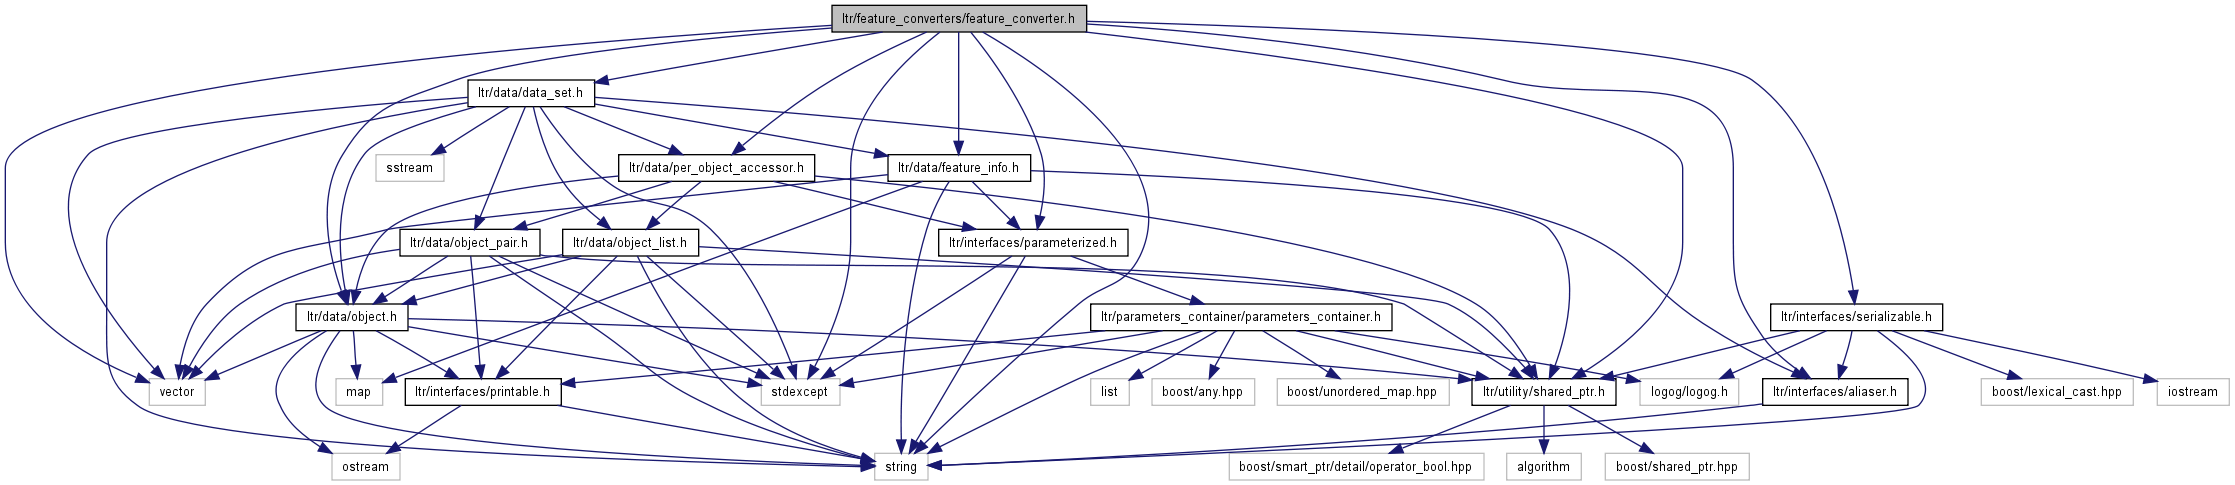 ltr/feature_converters/feature_converter.h
ltr/data/data_set.h
sstream
ltr/data/per_object_accessor.h
ltr/data/feature_info.h
ltr/data/object_pair.h
ltr/data/object_list.h
ltr/interfaces/parameterized.h
ltr/data/object.h
ltr/parameters_container/parameters_container.h
ltr/interfaces/serializable.h
vector
map
ltr/interfaces/printable.h
stdexcept
list
boost/any.hpp
boost/unordered_map.hpp
ltr/utility/shared_ptr.h
logog/logog.h
ltr/interfaces/aliaser.h
boost/lexical_cast.hpp
iostream
ostream
string
boost/smart_ptr/detail/operator_bool.hpp
algorithm
boost/shared_ptr.hpp